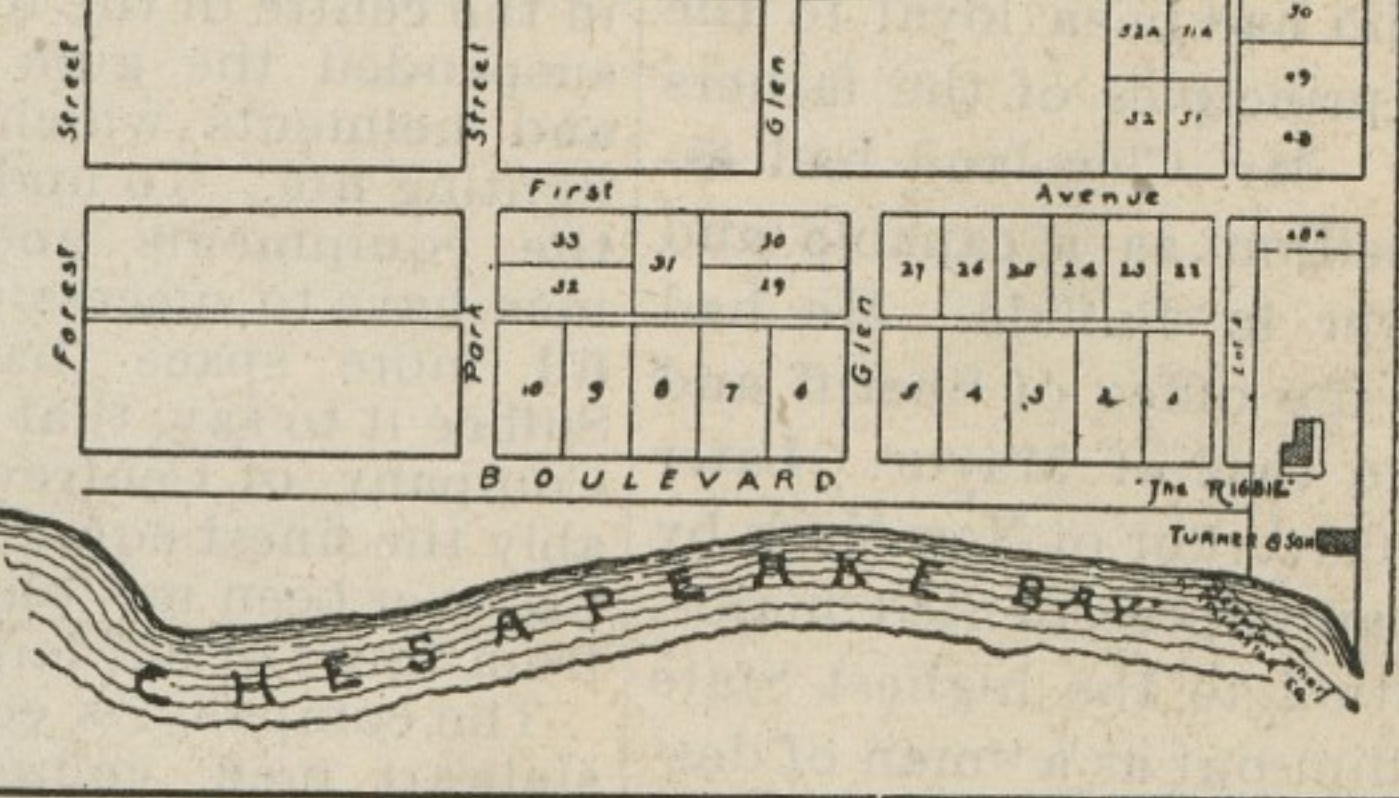 52A 51A 50
49
52 51 48
Street
Street
Glen
First Avenue
Forest
Park
Glen
33 30
31
32 29
27 26 25 24 23 22
48A
Lot A
10 9 8 7 6
5 4 3 2 1
BOULEVARD
"The RIGBIE"
TURNER & SON
CHESAPEAKE BAY